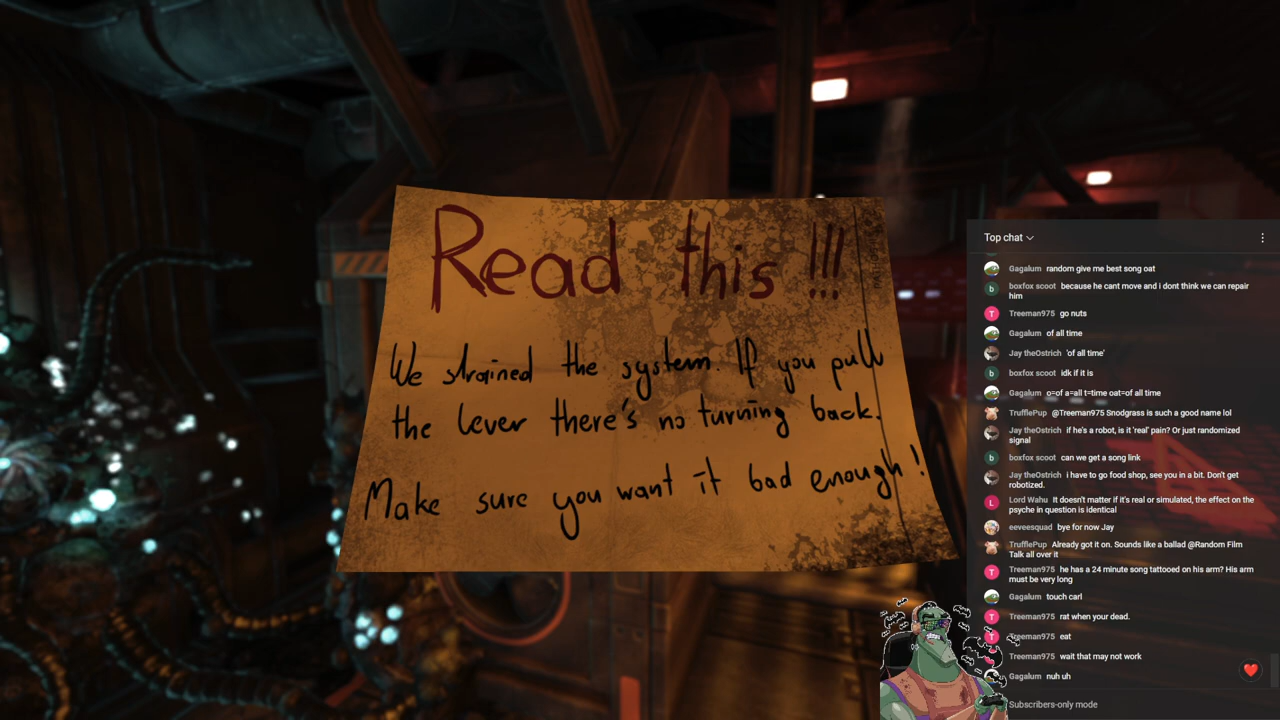 Read this !!!
We strained the system. If you pull
the lever there's no turning back.
Make sure you want it bad enough!
Top chat
Gagalum random give me best song oat
boxfox scoot because he cant move and i dont think we can repair
him
Treeman975 go nuts
Gagalum of all time
Jay theOstrich 'of all time'
boxfox scoot idk if it is
Gagalum o=of a=all t=time oat=of all time
TrufflePup @Treeman975 Snodgrass is such a good name lol
Jay theOstrich if he's a robot, is it 'real' pain? Or just randomized
signal
boxfox scoot can we get a song link
Jay theOstrich i have to go food shop, see you in a bit. Don't get
robotized.
Lord Wahu It doesn't matter if it's real or simulated, the effect on the
psyche in question is identical
eeveesquad bye for now Jay
TrufflePup Already got it on. Sounds like a ballad @Random Film
Talk all over it
Treeman975 he has a 24 minute song tattooed on his arm? His arm
must be very long
Gagalum touch carl
Treeman975 rat when your dead.
Treeman975 eat
Treeman975 wait that may not work
Gagalum nuh uh
Subscribers-only mode